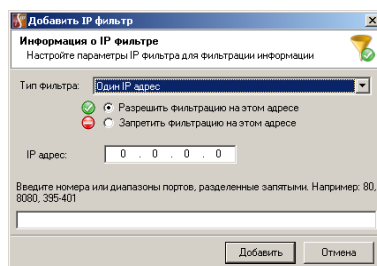 Добавить IP фильтр
Информация о IP Фильтре
Настройте параметры IP Фильтра для фильтрации информации
Тип фильтра: Один IP адрес
Разрешить фильтрацию на этом адресе
Запретить фильтрацию на этом адресе
IP адрес: 0 . 0 . 0 . 0
Введите номера или диапазоны портов, разделенные запятыми. Например: 80,
8080, 395-401
Добавить Отмена